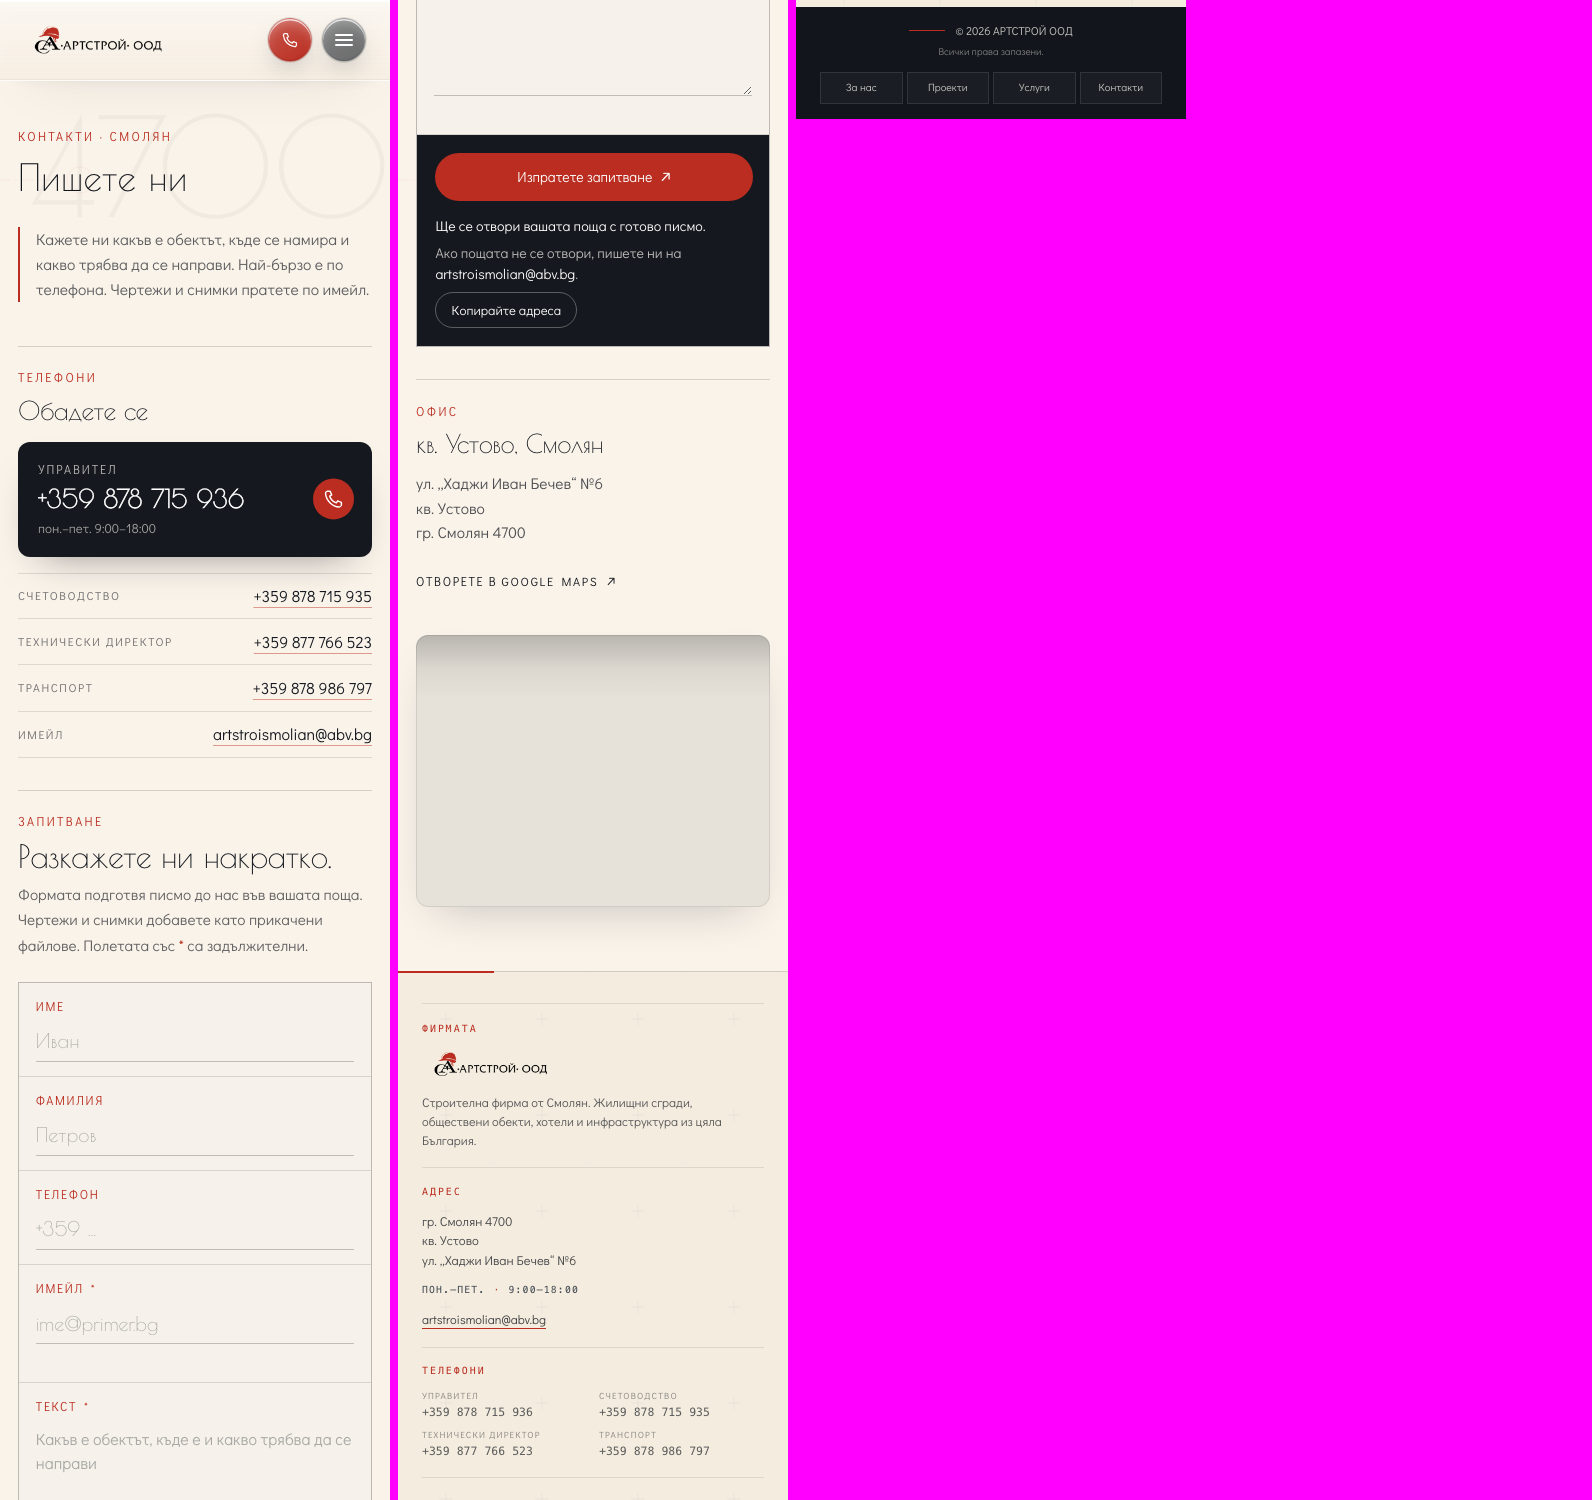 ·АРТСТРОЙ· ООД
4700
КОНТАКТИ · СМОЛЯН
Пишете ни
Кажете ни какъв е обектът, къде се намира и
какво трябва да се направи. Най-бързо е по
телефона. Чертежи и снимки пратете по имейл.
ТЕЛЕФОНИ
Обадете се
УПРАВИТЕЛ
+359 878 715 936
пон.–пет. 9:00–18:00
СЧЕТОВОДСТВО
+359 878 715 935
ТЕХНИЧЕСКИ ДИРЕКТОР
+359 877 766 523
ТРАНСПОРТ
+359 878 986 797
ИМЕЙЛ
artstroismolian@abv.bg
ЗАПИТВАНЕ
Разкажете ни накратко.
Формата подготвя писмо до нас във вашата поща.
Чертежи и снимки добавете като прикачени
файлове. Полетата със * са задължителни.
ИМЕ
Иван
ФАМИЛИЯ
Петров
ТЕЛЕФОН
+359 ...
ИМЕЙЛ *
ime@primer.bg
ТЕКСТ *
Какъв е обектът, къде е и какво трябва да се
направи
Изпратете запитване ↗
Ще се отвори вашата поща с готово писмо.
Ако пощата не се отвори, пишете ни на
artstroismolian@abv.bg.
Копирайте адреса
ОФИС
кв. Устово, Смолян
ул. „Хаджи Иван Бечев“ №6
кв. Устово
гр. Смолян 4700
ОТВОРЕТЕ В GOOGLE MAPS ↗
ФИРМАТА
·АРТСТРОЙ· ООД
Строителна фирма от Смолян. Жилищни сгради,
обществени обекти, хотели и инфраструктура из цяла
България.
АДРЕС
гр. Смолян 4700
кв. Устово
ул. „Хаджи Иван Бечев“ №6
ПОН.–ПЕТ. · 9:00–18:00
artstroismolian@abv.bg
ТЕЛЕФОНИ
УПРАВИТЕЛ
+359 878 715 936
СЧЕТОВОДСТВО
+359 878 715 935
ТЕХНИЧЕСКИ ДИРЕКТОР
+359 877 766 523
ТРАНСПОРТ
+359 878 986 797
© 2026 АРТСТРОЙ ООД
Всички права запазени.
За нас
Проекти
Услуги
Контакти